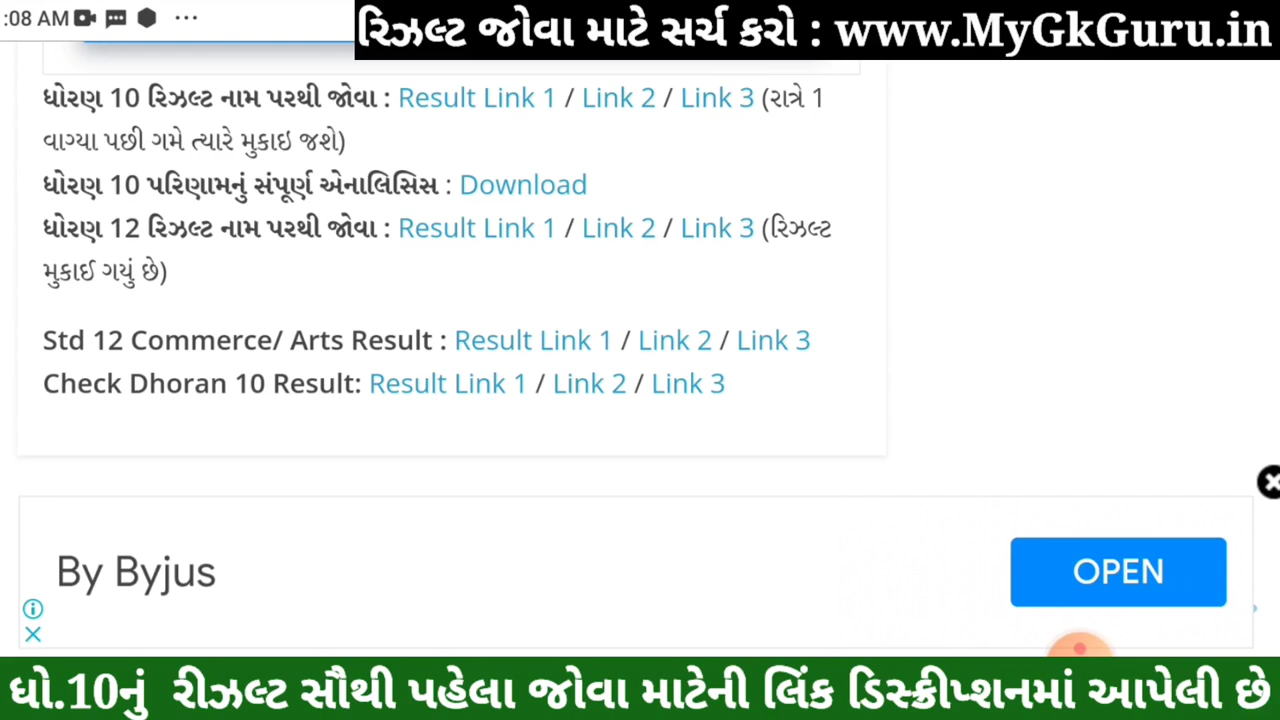 :08 AM
રિઝલ્ટ જોવા માટે સર્ચ કરો : www.MyGkGuru.in
ધોરણ 10 રિઝલ્ટ નામ પરથી જોવા : Result Link 1 / Link 2 / Link 3 (રાત્રે 1
વાગ્યા પછી ગમે ત્યારે મુકાઇ જશે)
ધોરણ 10 પરિણામનું સંપૂર્ણ એનાલિસિસ : Download
ધોરણ 12 રિઝલ્ટ નામ પરથી જોવા : Result Link 1 / Link 2 / Link 3 (રિઝલ્ટ
મુકાઈ ગયું છે)
Std 12 Commerce/ Arts Result : Result Link 1 / Link 2 / Link 3
Check Dhoran 10 Result: Result Link 1 / Link 2 / Link 3
By Byjus
OPEN
ધો.10નું રીઝલ્ટ સૌથી પહેલા જોવા માટેની લિંક ડિસ્ક્રીપ્શનમાં આપેલી છે